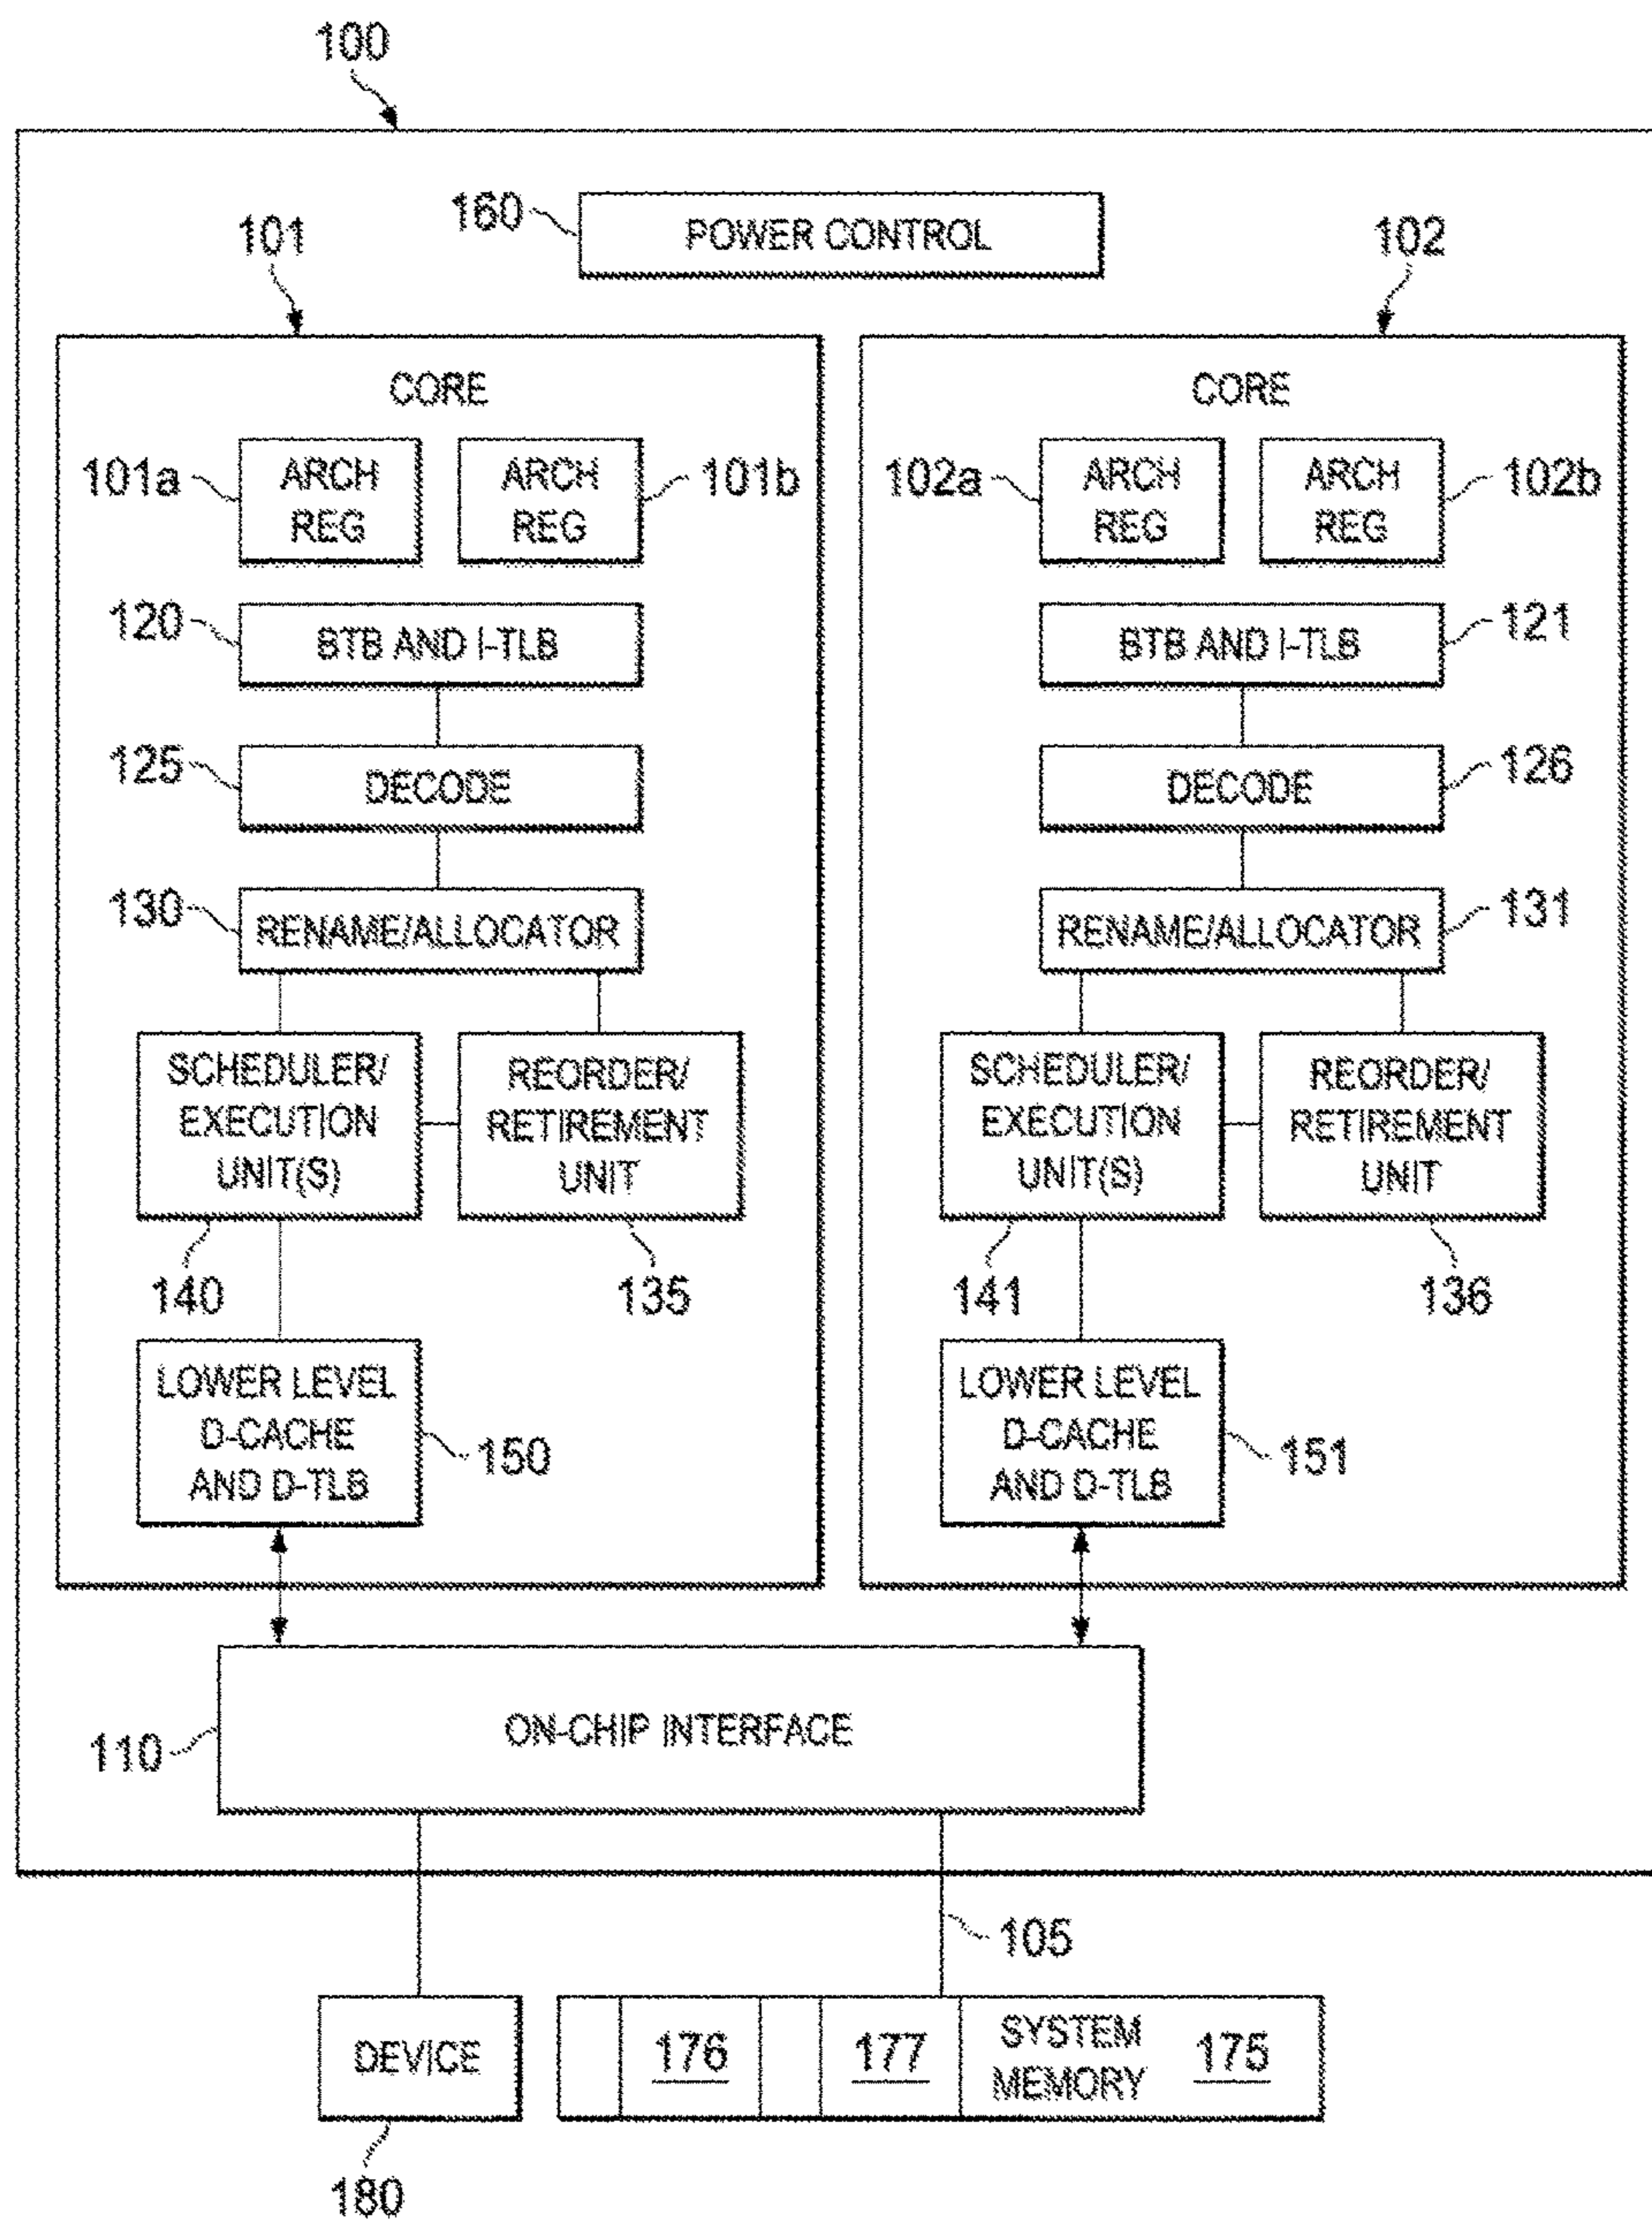 100
160
POWER CONTROL
101
102
CORE
CORE
101a
ARCH
REG
ARCH
REG
101b
102a
ARCH
REG
ARCH
REG
102b
120
BTB AND I-TLB
BTB AND I-TLB
121
125
DECODE
DECODE
126
130
RENAME/ALLOCATOR
RENAME/ALLOCATOR
131
SCHEDULER/
EXECUTION
UNIT(S)
REORDER/
RETIREMENT
UNIT
SCHEDULER/
EXECUTION
UNIT(S)
REORDER/
RETIREMENT
UNIT
140
135
141
136
LOWER LEVEL
D-CACHE
AND D-TLB
150
LOWER LEVEL
D-CACHE
AND D-TLB
151
110
ON-CHIP INTERFACE
105
DEVICE
176
177
SYSTEM
MEMORY
175
180